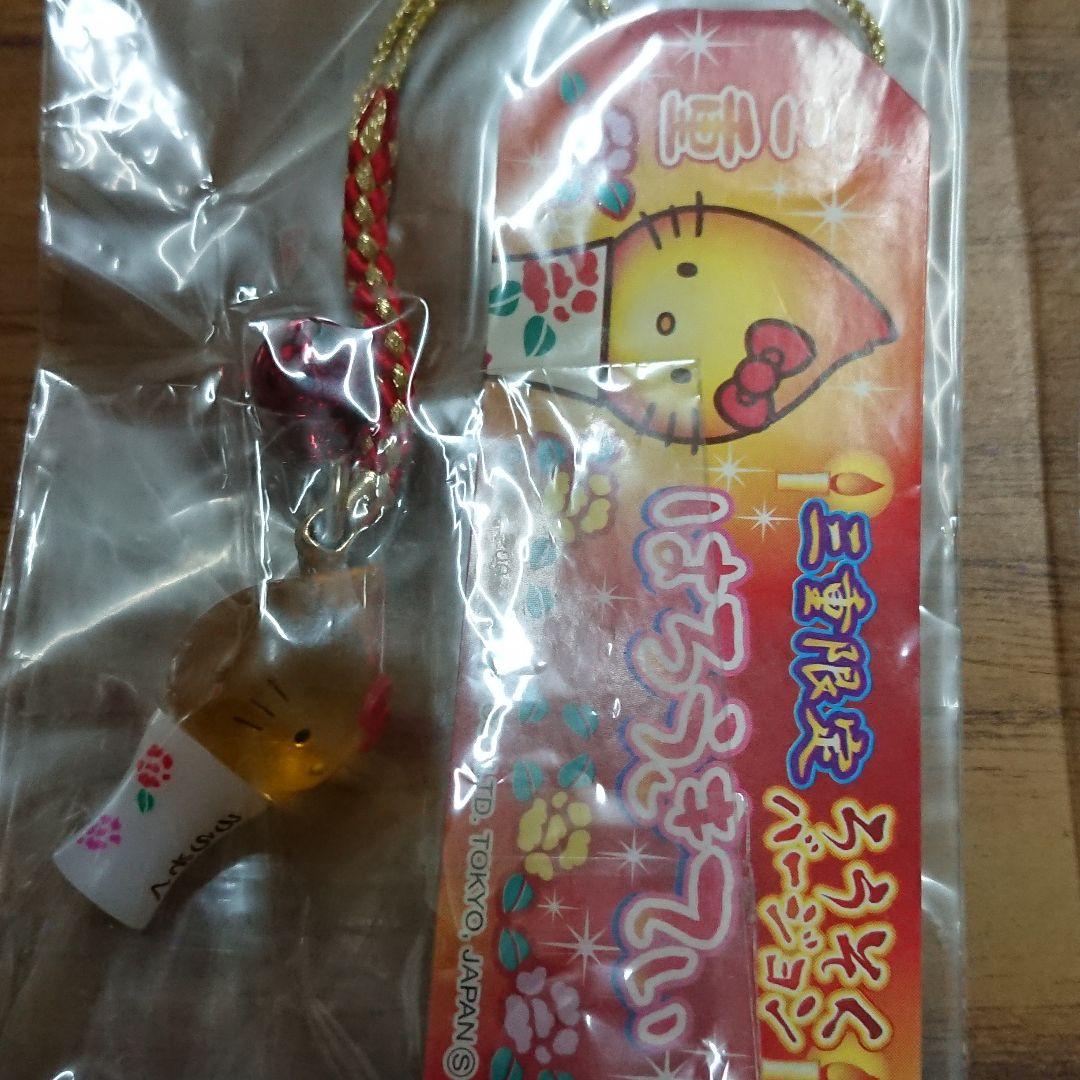 三重
三重限定
ろうそく
バージョン
はろうきてぃ
TD. TOKYO, JAPAN Ⓢ